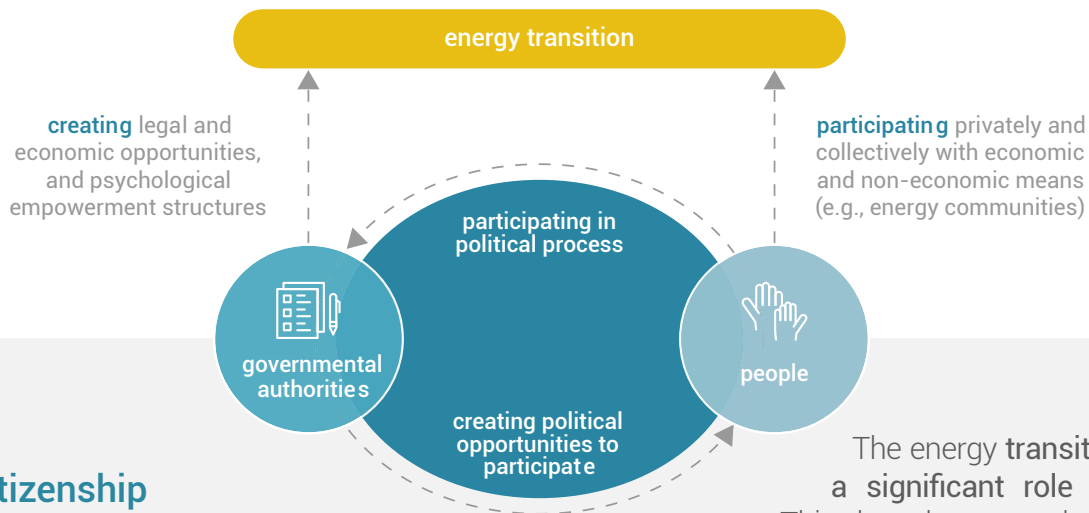 energy transition
creating legal and
economic opportunities,
and psychological
empowerment structures
participating privately and
collectively with economic
and non-economic means
(e.g., energy communities)
participating in
political process
governmental
authorities
people
creating political
opportunities to
participate
The energy
a significant role